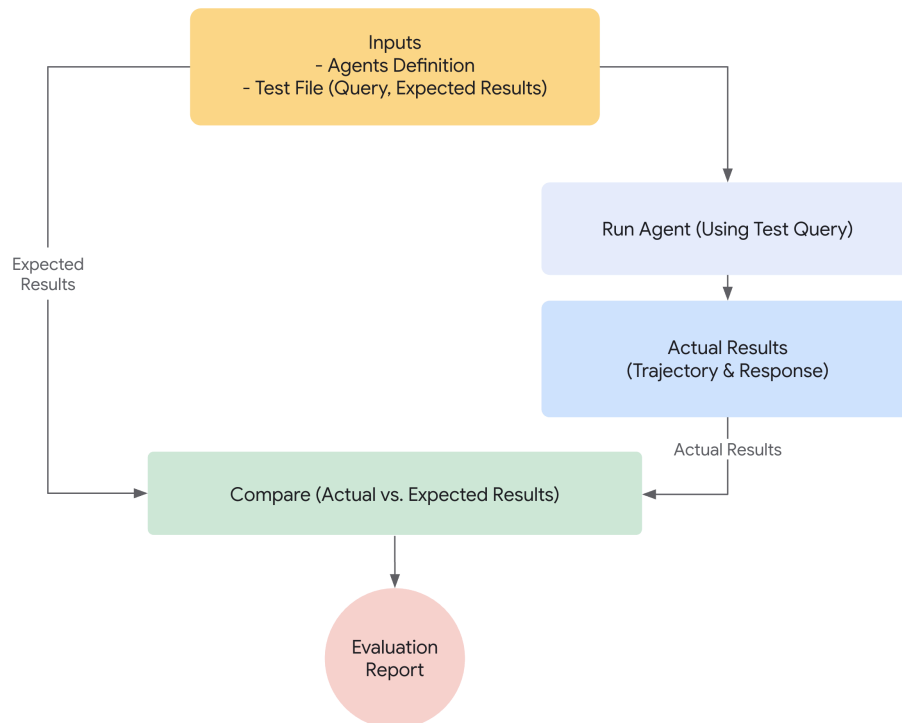 Inputs
- Agents Definition
- Test File (Query, Expected Results)
Run Agent (Using Test Query)
Expected
Results
Actual Results
(Trajectory & Response)
Actual Results
Compare (Actual vs. Expected Results)
Evaluation
Report